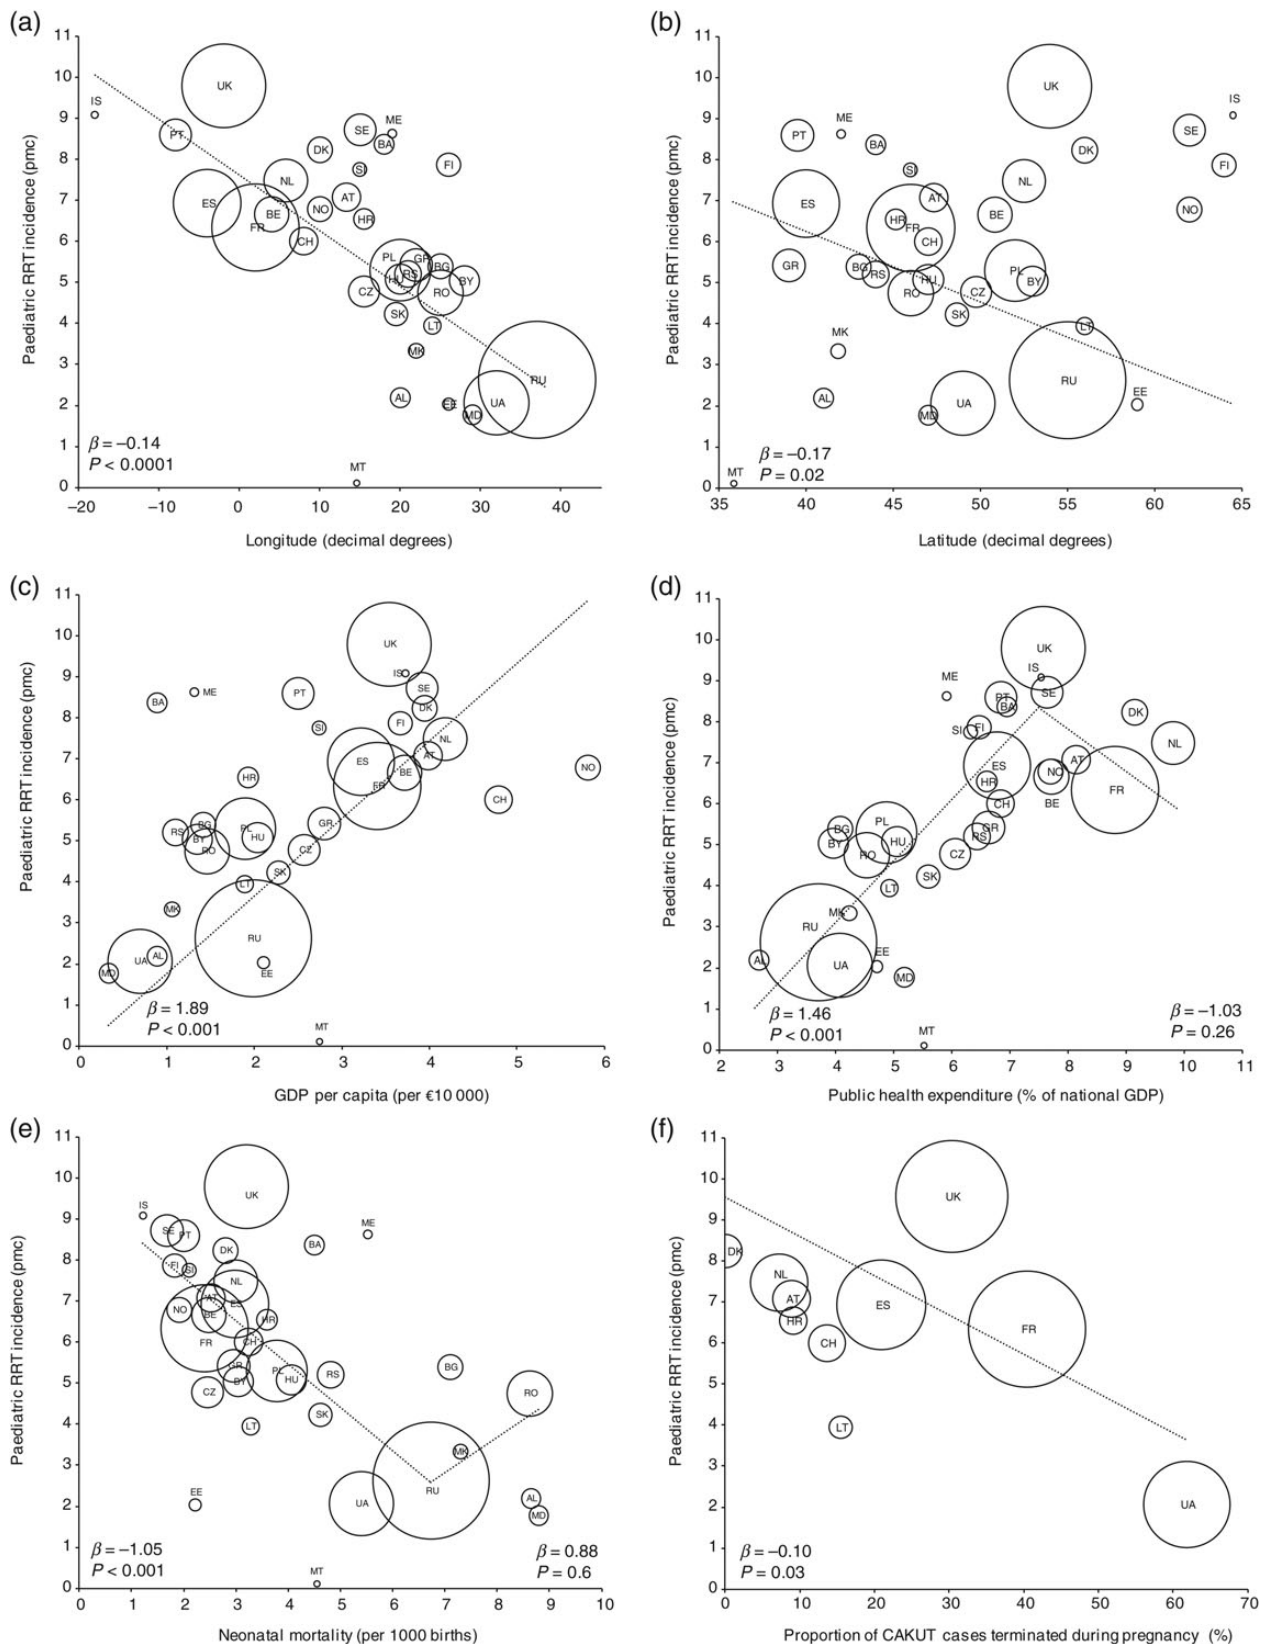 (a)
11
10
9
8
7
6
5
4
3
2
1
0
Paediatric RRT incidence (pmc)
UK
IS
PT
SE
ME
BA
DK
SI
FI
NL
ES
AT
NO
BE
FR
HR
CH
PL
GR
HU
RS
BG
BY
CZ
RO
SK
LT
MK
RU
AL
EE
UA
MD
MT
β = –0.14
P < 0.0001
–20 –10 0 10 20 30 40
Longitude (decimal degrees)
(b)
11
10
9
8
7
6
5
4
3
2
1
0
Paediatric RRT incidence (pmc)
UK
IS
ME
PT
SE
BA
DK
FI
SI
NL
AT
ES
NO
BE
HR
FR
CH
GR
BG
RS
HU
PL
BY
RO
CZ
SK
LT
MK
RU
AL
UA
EE
MD
MT
β = –0.17
P = 0.02
35 40 45 50 55 60 65
Latitude (decimal degrees)
(c)
11
10
9
8
7
6
5
4
3
2
1
0
Paediatric RRT incidence (pmc)
UK
IS
SE
ME
PT
BA
DK
SI
FI
NL
AT
ES
NO
BE
HR
FR
CH
GR
BG
RS
PL
HU
BY
RO
CZ
SK
LT
MK
RU
UA
AL
EE
MD
MT
β = 1.89
P < 0.001
0 1 2 3 4 5 6
GDP per capita (per €10 000)
(d)
11
10
9
8
7
6
5
4
3
2
1
0
Paediatric RRT incidence (pmc)
UK
IS
ME
SE
PT
BA
DK
SI
FI
NL
ES
AT
NO
HR
BE
FR
CH
GR
RS
BG
PL
BY
HU
RO
CZ
SK
LT
MK
RU
EE
AL
UA
MD
MT
β = 1.46
P < 0.001
β = –1.03
P = 0.26
2 3 4 5 6 7 8 9 10 11
Public health expenditure (% of national GDP)
(e)
11
10
9
8
7
6
5
4
3
2
1
0
Paediatric RRT incidence (pmc)
UK
IS
SE
PT
ME
DK
BA
FI
SI
NL
AT
ES
NO
BE
HR
FR
CH
GR
PL
BG
RS
BY
HU
CZ
RO
SK
LT
MK
RU
EE
UA
AL
MD
MT
β = –1.05
P < 0.001
β = 0.88
P = 0.6
0 1 2 3 4 5 6 7 8 9 10
Neonatal mortality (per 1000 births)
(f)
11
10
9
8
7
6
5
4
3
2
1
0
Paediatric RRT incidence (pmc)
UK
DK
NL
AT
ES
HR
FR
CH
LT
UA
β = –0.10
P = 0.03
0 10 20 30 40 50 60 70
Proportion of CAKUT cases terminated during pregnancy (%)